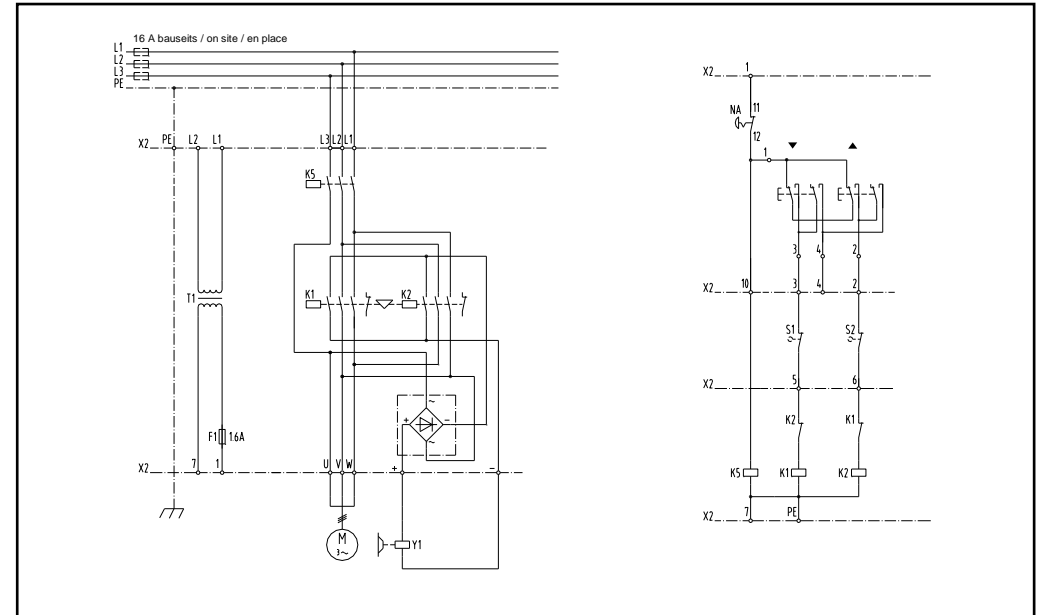 16 A bauseits / on site / en place
L1
L2
L3
PE
X2 PE L2 L1 L3 L2 L1
K5
T1
K1 K2
F1 1.6A
+ ~ -
~
X2 7 1 U V W + -
M
3~
Y1
X2 1
NA 11
12
1
3 4 2
X2 10 3 4 2
S1 S2
X2 5 6
K2 K1
K5 K1 K2
X2 7 PE